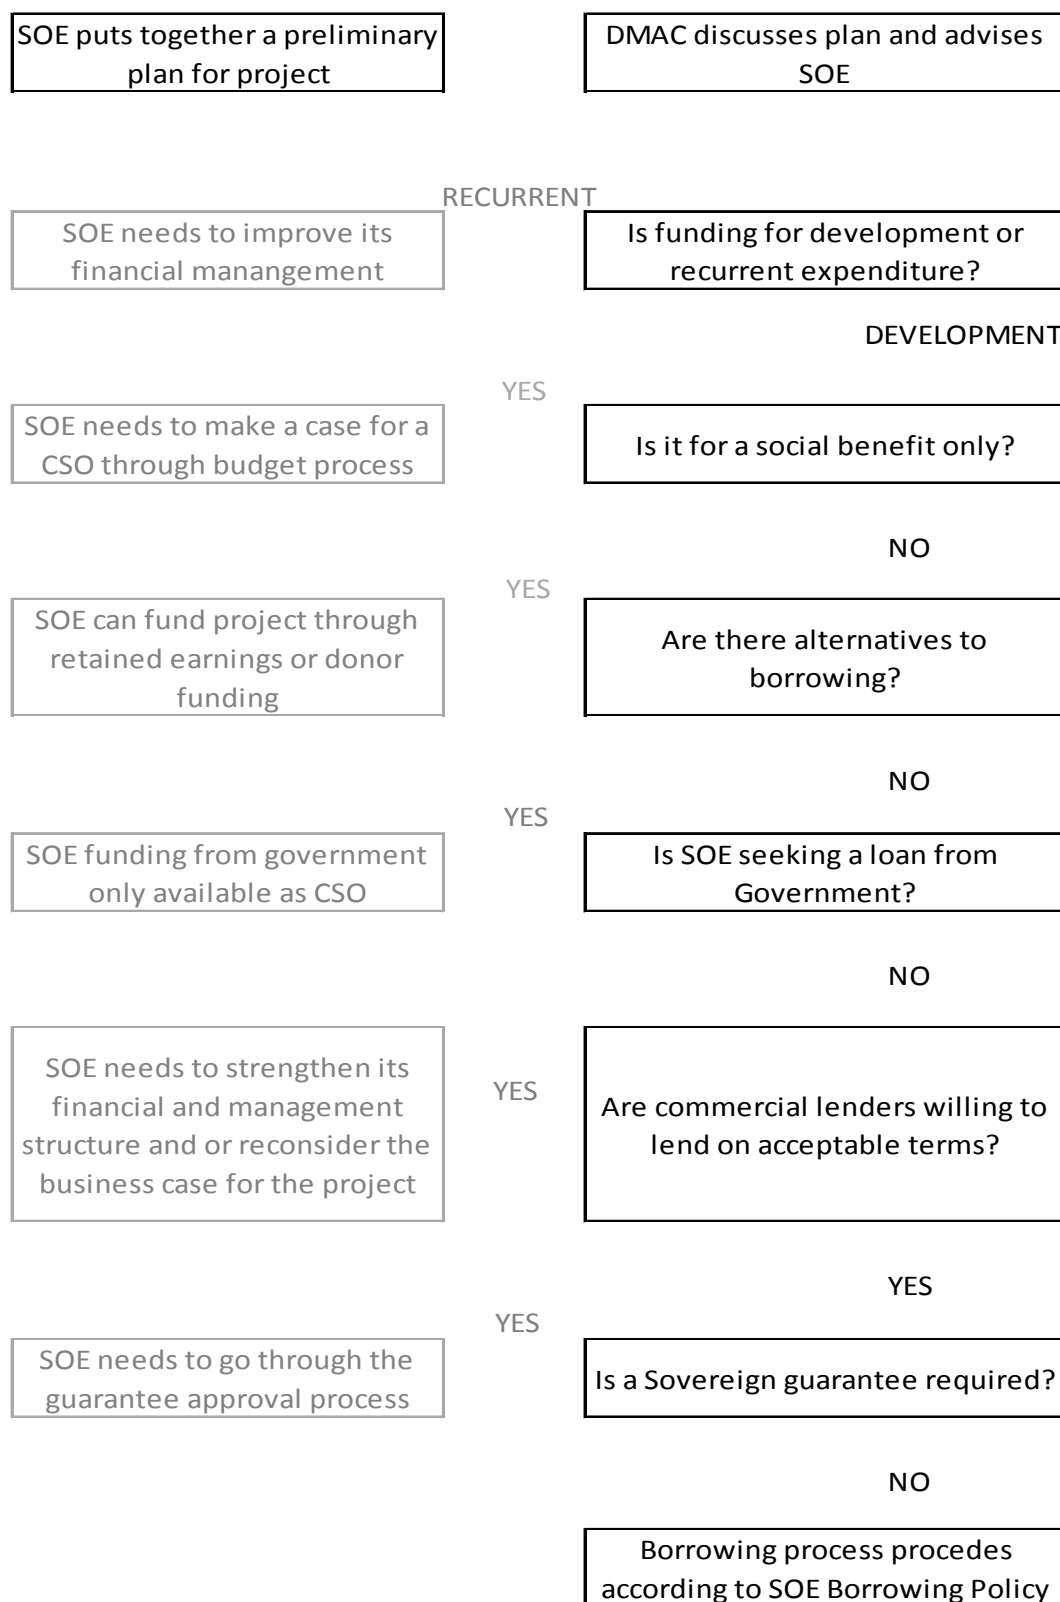 SOE puts together a preliminary
plan for project
DMAC discusses plan and advises
SOE
RECURRENT
SOE needs to improve its
financial manangement
Is funding for development or
recurrent expenditure?
DEVELOPMENT
YES
SOE needs to make a case for a
CSO through budget process
Is it for a social benefit only?
NO
YES
SOE can fund project through
retained earnings or donor
funding
Are there alternatives to
borrowing?
NO
YES
SOE funding from government
only available as CSO
Is SOE seeking a loan from
Government?
NO
SOE needs to strengthen its
financial and management
structure and or reconsider the
business case for the project
YES
Are commercial lenders willing to
lend on acceptable terms?
YES
YES
SOE needs to go through the
guarantee approval process
Is a Sovereign guarantee required?
NO
Borrowing process procedes
according to SOE Borrowing Policy